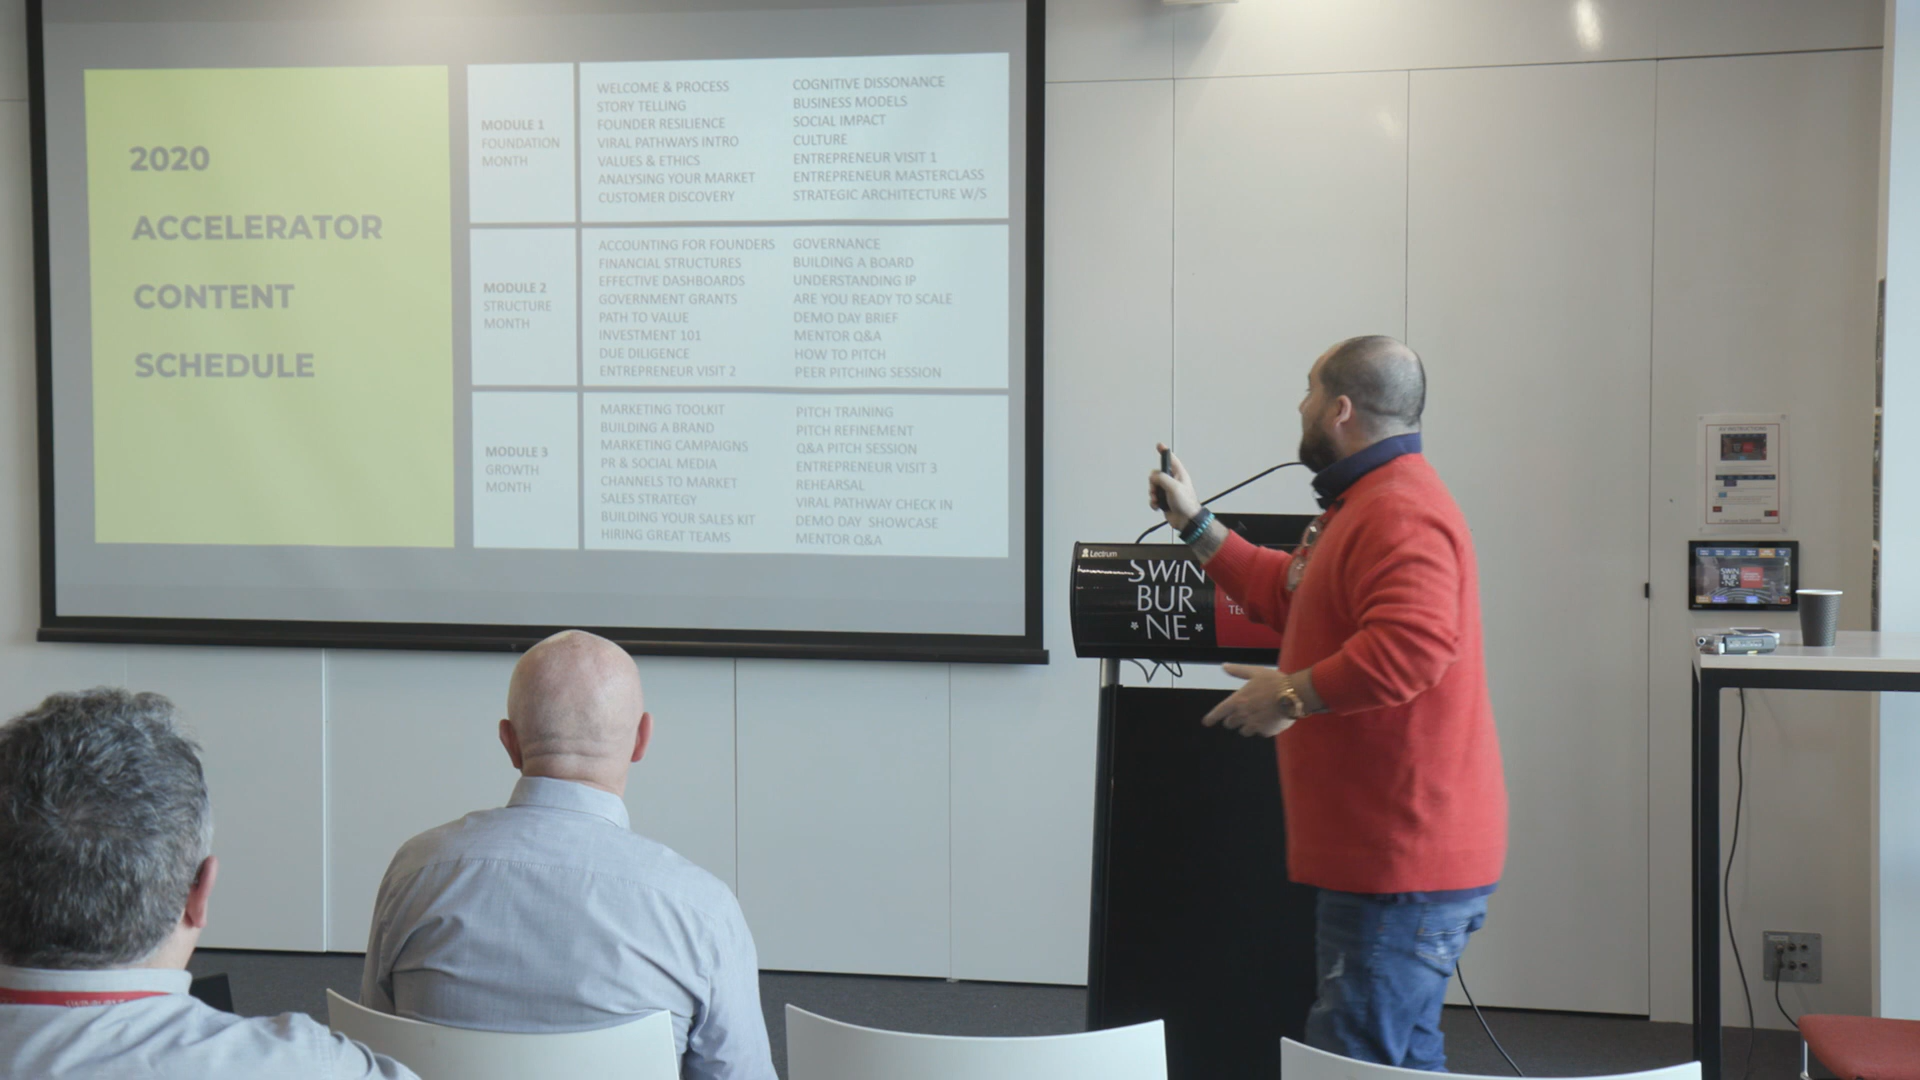 2020
ACCELERATOR
CONTENT
SCHEDULE
MODULE 1
FOUNDATION
MONTH
WELCOME & PROCESS
STORY TELLING
FOUNDER RESILIENCE
VIRAL PATHWAYS INTRO
VALUES & ETHICS
ANALYSING YOUR MARKET
CUSTOMER DISCOVERY
COGNITIVE DISSONANCE
BUSINESS MODELS
SOCIAL IMPACT
CULTURE
ENTREPRENEUR VISIT 1
ENTREPRENEUR MASTERCLASS
STRATEGIC ARCHITECTURE W/S
MODULE 2
STRUCTURE
MONTH
ACCOUNTING FOR FOUNDERS
FINANCIAL STRUCTURES
EFFECTIVE DASHBOARDS
GOVERNMENT GRANTS
PATH TO VALUE
INVESTMENT 101
DUE DILIGENCE
ENTREPRENEUR VISIT 2
GOVERNANCE
BUILDING A BOARD
UNDERSTANDING IP
ARE YOU READY TO SCALE
DEMO DAY BRIEF
MENTOR Q&A
HOW TO PITCH
PEER PITCHING SESSION
MODULE 3
GROWTH
MONTH
MARKETING TOOLKIT
BUILDING A BRAND
MARKETING CAMPAIGNS
PR & SOCIAL MEDIA
CHANNELS TO MARKET
SALES STRATEGY
BUILDING YOUR SALES KIT
HIRING GREAT TEAMS
PITCH TRAINING
PITCH REFINEMENT
Q&A PITCH SESSION
ENTREPRENEUR VISIT 3
REHEARSAL
VIRAL PATHWAY CHECK IN
DEMO DAY SHOWCASE
MENTOR Q&A
Lectrum
SWIN
BUR
NE
SWIN
BUR
NE